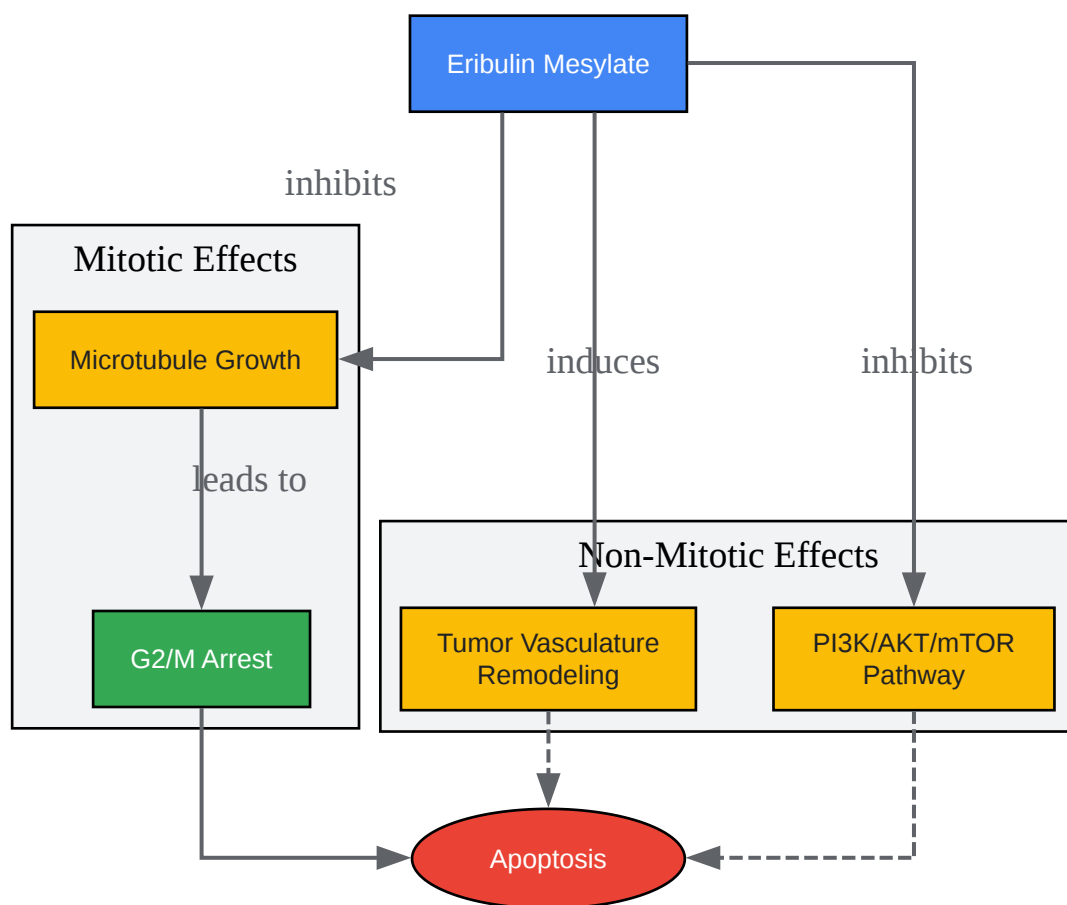 Eribulin Mesylate
inhibits
Mitotic Effects
Microtubule Growth
induces
inhibits
leads to
Non-Mitotic Effects
G2/M Arrest
Tumor Vasculature
Remodeling
PI3K/AKT/mTOR
Pathway
Apoptosis